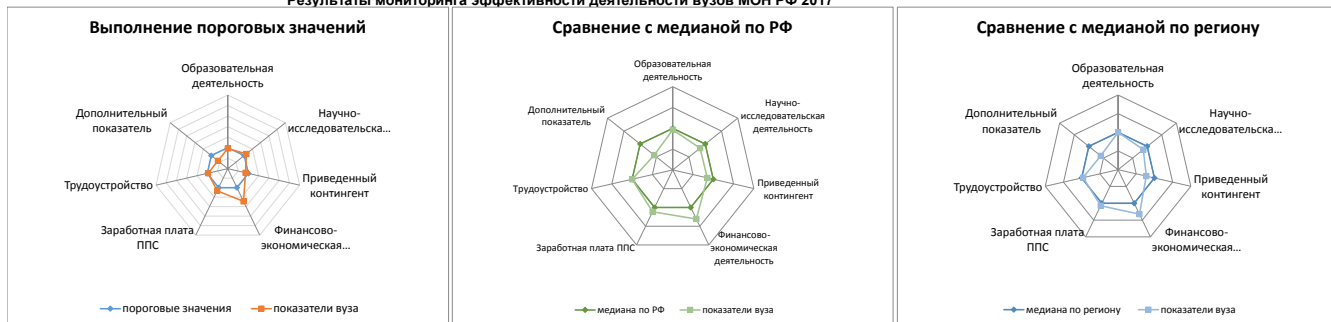 Результаты мониторинга эффективности деятельности вузов МОН РФ 2017
Выполнение пороговых значений
Образовательная
деятельность
Научно-
исследовательска...
Приведенный
контингент
Финансово-
экономическая...
Заработная плата
ППС
Трудоустройство
Дополнительный
показатель
пороговые значения
показатели вуза
Сравнение с медианой по РФ
Образовательная
деятельность
Научно-
исследовательская
деятельность
Приведенный
контингент
Финансово-
экономическая
деятельность
Заработная плата ППС
Трудоустройство
Дополнительный
показатель
медиана по РФ
показатели вуза
Сравнение с медианой по региону
Образовательная
деятельность
Научно-
исследовательска...
Приведенный
контингент
Финансово-
экономическая...
Заработная плата
ППС
Трудоустройство
Дополнительный
показатель
медиана по региону
показатели вуза